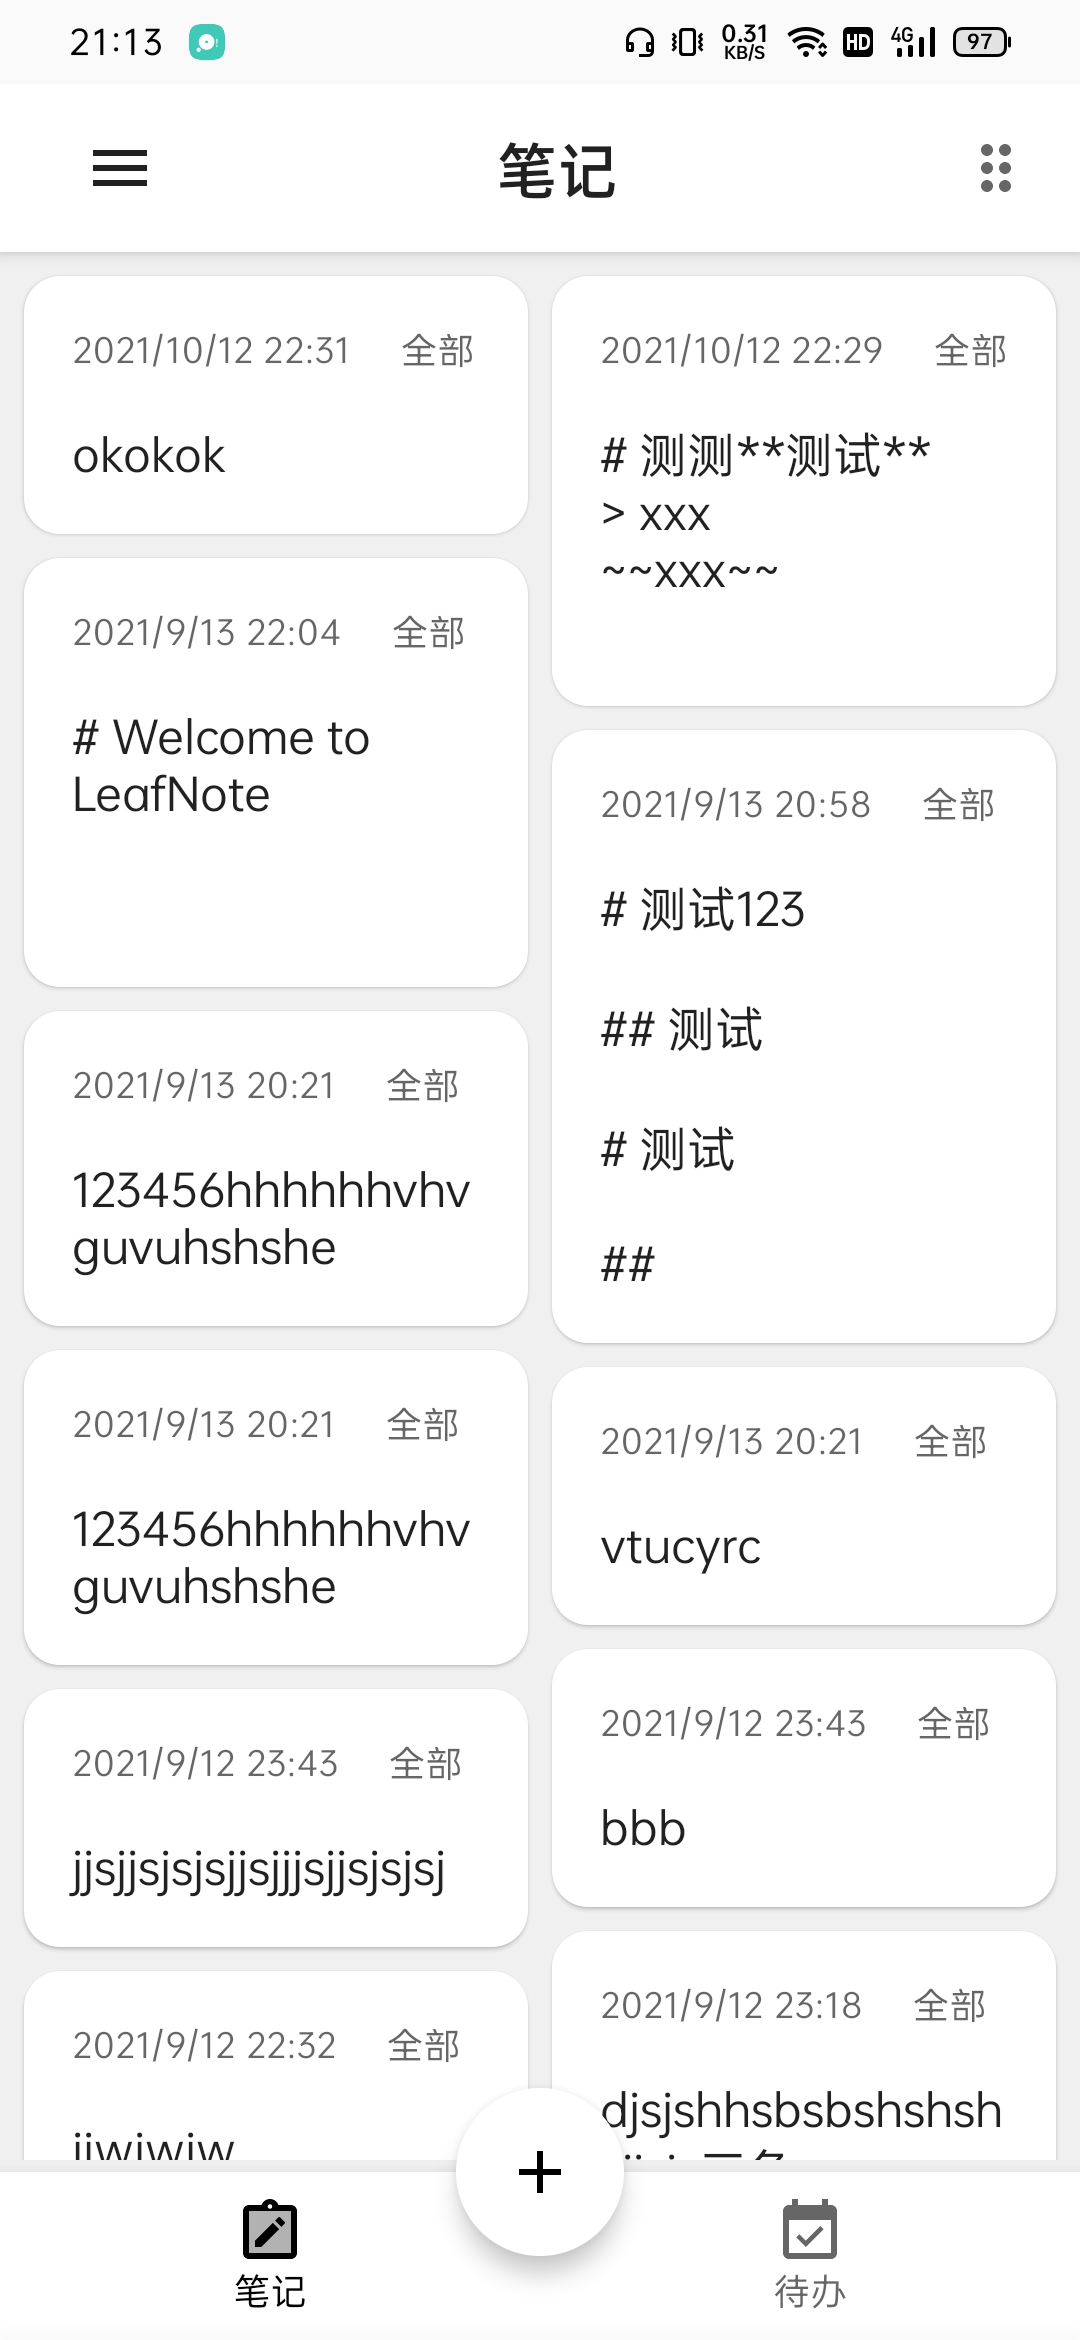 21:13
0.31
KB/S
HD
4G
97
笔记
2021/10/12 22:31 全部
okokok
2021/10/12 22:29 全部
# 测测**测试**
> xxx
~~xxx~~
2021/9/13 22:04 全部
# Welcome to
LeafNote
2021/9/13 20:58 全部
# 测试123
## 测试
# 测试
##
2021/9/13 20:21 全部
123456hhhhhhvhv
guvuhshshe
2021/9/13 20:21 全部
123456hhhhhhvhv
guvuhshshe
2021/9/13 20:21 全部
vtucyrc
2021/9/12 23:43 全部
bbb
2021/9/12 23:43 全部
jjsjjsjsjsjjsjjjsjjsjsjsj
2021/9/12 23:18 全部
djsjshhsbsbshshsh
2021/9/12 22:32 全部
笔记
待办